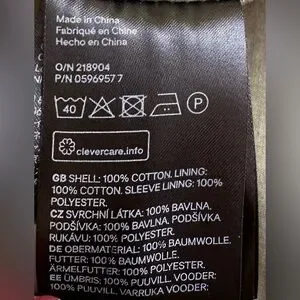 Made in China
Fabriqué en Chine
Hecho en China
O/N 218904
P/N 05969577
40 P
clevercare.info
GB SHELL: 100% COTTON. LINING:
100% COTTON. SLEEVE LINING: 100%
POLYESTER.
CZ SVRCHNÍ LÁTKA: 100% BAVLNA.
PODŠÍVKA: 100% BAVLNA. PODŠÍVKA
RUKÁVU: 100% POLYESTER.
DE OBERMATERIAL: 100% BAUMWOLLE.
FUTTER: 100% BAUMWOLLE.
ÄRMELFUTTER: 100% POLYESTER.
EE ÜMBRIS: 100% PUUVILL, VOODER:
100% PUUVILL, VARRUKA VOODER: